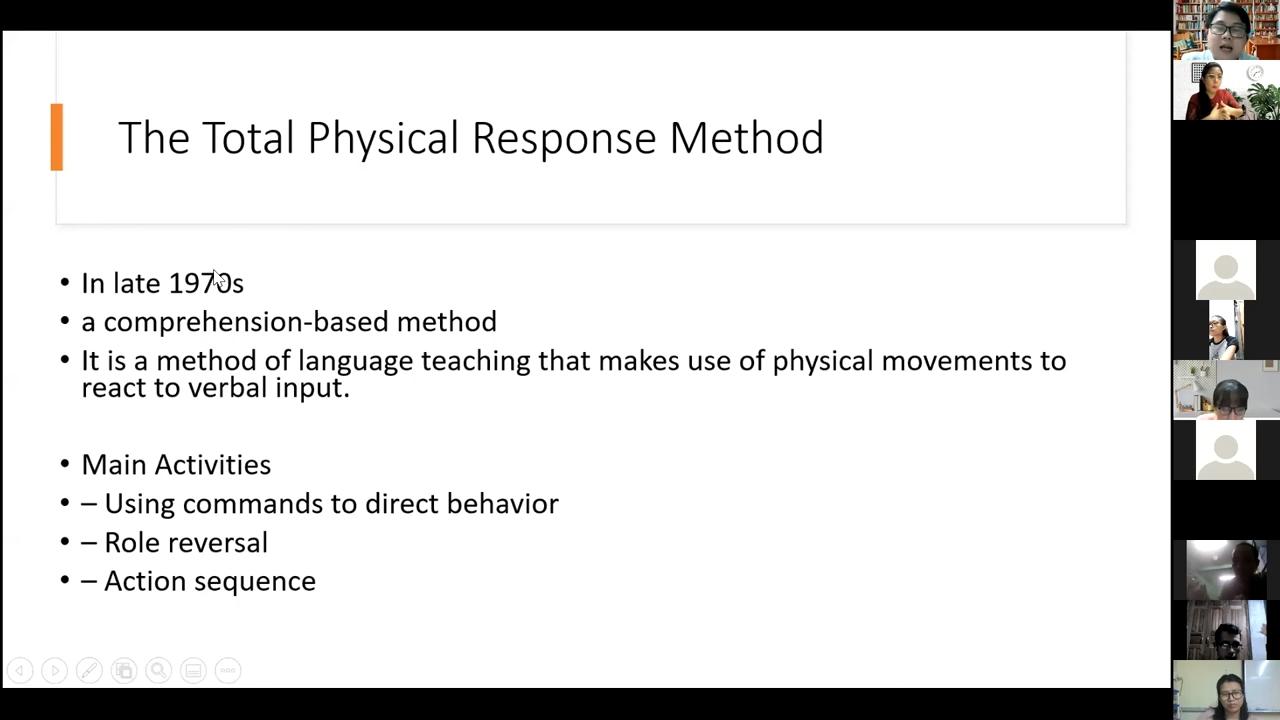 The Total Physical Response Method
• In late 1970s
• a comprehension-based method
• It is a method of language teaching that makes use of physical movements to
react to verbal input.
• Main Activities
• – Using commands to direct behavior
• – Role reversal
• – Action sequence